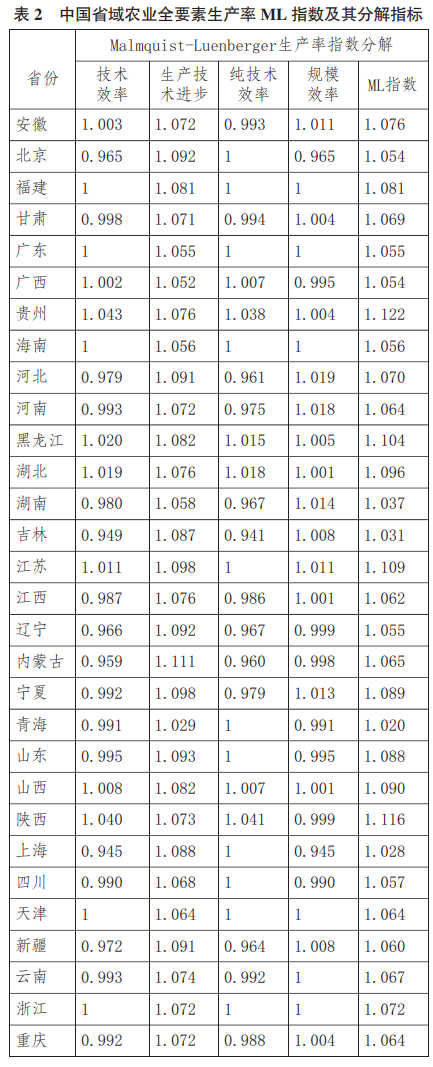 表 2 中国省域农业全要素生产率 ML 指数及其分解指标
省份 Malmquist-Luenberger生产率指数分解
技术效率 生产技术进步 纯技术效率 规模效率 ML指数
安徽 1.003 1.072 0.993 1.011 1.076
北京 0.965 1.092 1 0.965 1.054
福建 1 1.081 1 1 1.081
甘肃 0.998 1.071 0.994 1.004 1.069
广东 1 1.055 1 1 1.055
广西 1.002 1.052 1.007 0.995 1.054
贵州 1.043 1.076 1.038 1.004 1.122
海南 1 1.056 1 1 1.056
河北 0.979 1.091 0.961 1.019 1.070
河南 0.993 1.072 0.975 1.018 1.064
黑龙江 1.020 1.082 1.015 1.005 1.104
湖北 1.019 1.076 1.018 1.001 1.096
湖南 0.980 1.058 0.967 1.014 1.037
吉林 0.949 1.087 0.941 1.008 1.031
江苏 1.011 1.098 1 1.011 1.109
江西 0.987 1.076 0.986 1.001 1.062
辽宁 0.966 1.092 0.967 0.999 1.055
内蒙古 0.959 1.111 0.960 0.998 1.065
宁夏 0.992 1.098 0.979 1.013 1.089
青海 0.991 1.029 1 0.991 1.020
山东 0.995 1.093 1 0.995 1.088
山西 1.008 1.082 1.007 1.001 1.090
陕西 1.040 1.073 1.041 0.999 1.116
上海 0.945 1.088 1 0.945 1.028
四川 0.990 1.068 1 0.990 1.057
天津 1 1.064 1 1 1.064
新疆 0.972 1.091 0.964 1.008 1.060
云南 0.993 1.074 0.992 1 1.067
浙江 1 1.072 1 1 1.072
重庆 0.992 1.072 0.988 1.004 1.064